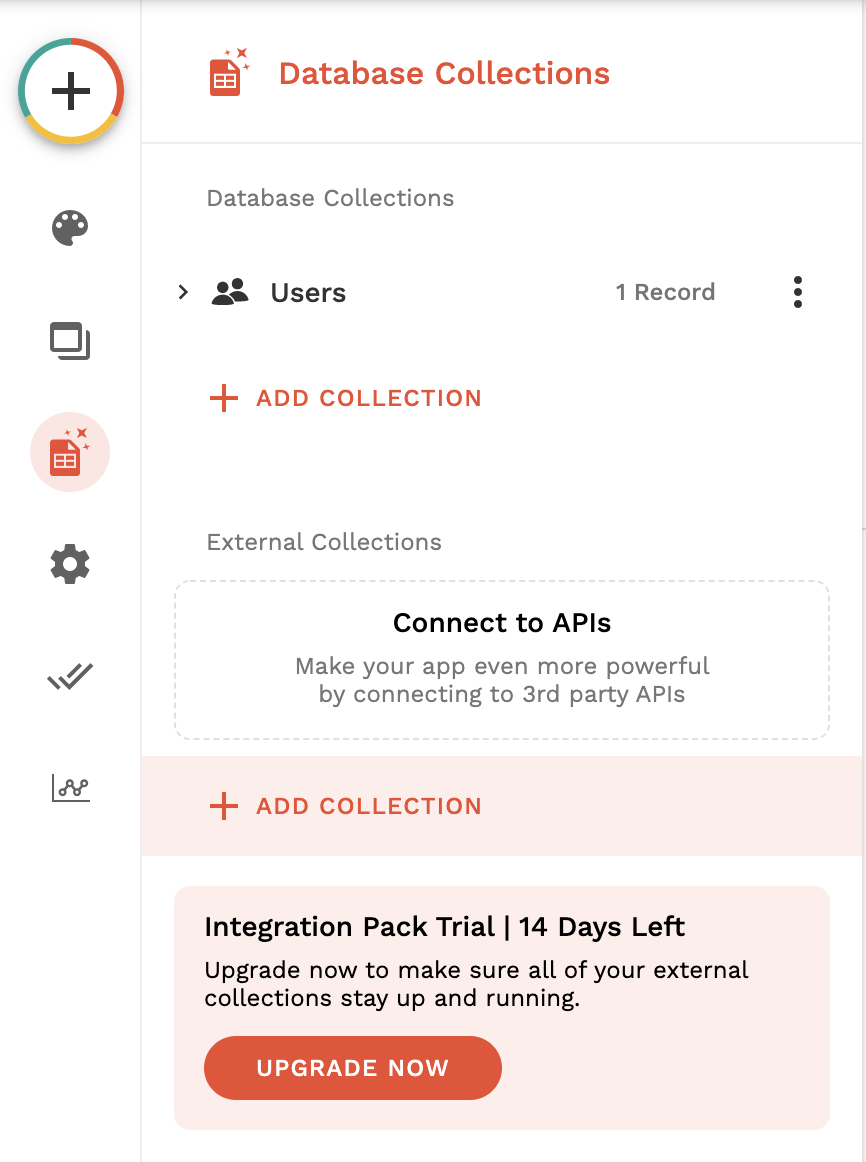 Database Collections
Database Collections
Users
1 Record
ADD COLLECTION
External Collections
Connect to APIs
Make your app even more powerful
by connecting to 3rd party APIs
ADD COLLECTION
Integration Pack Trial | 14 Days Left
Upgrade now to make sure all of your external
collections stay up and running.
UPGRADE NOW